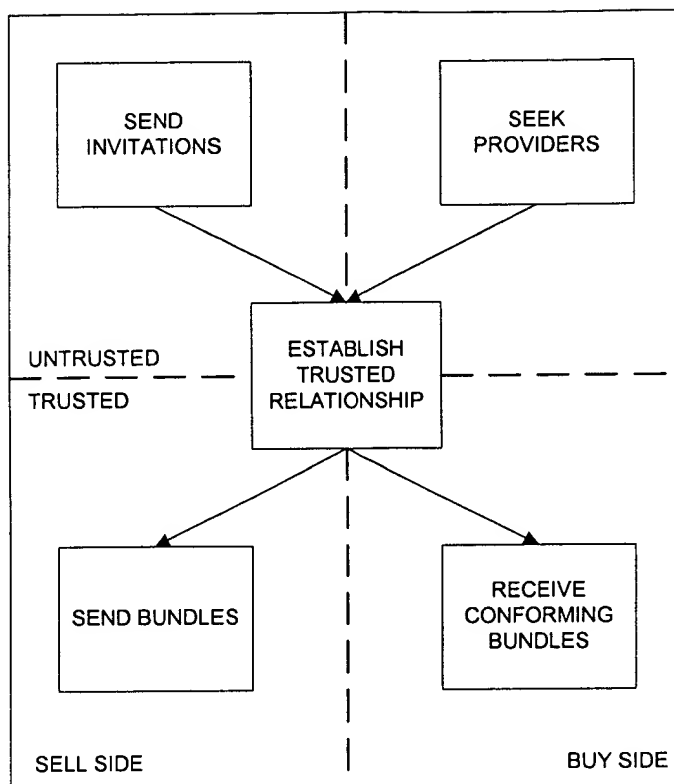 SEND
INVITATIONS
SEEK
PROVIDERS
UNTRUSTED
TRUSTED
ESTABLISH
TRUSTED
RELATIONSHIP
SEND BUNDLES
RECEIVE
CONFORMING
BUNDLES
SELL SIDE
BUY SIDE